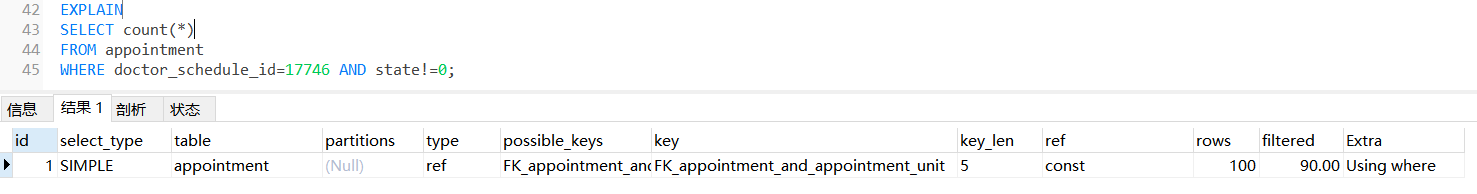 42 EXPLAIN
43 SELECT count(*)
44 FROM appointment
45 WHERE doctor_schedule_id=17746 AND state!=0;
信息 结果 1 剖析 状态
id select_type table partitions type possible_keys key key_len ref rows filtered Extra
1 SIMPLE appointment (Null) ref FK_appointment_and FK_appointment_and_appointment_unit 5 const 100 90.00 Using where